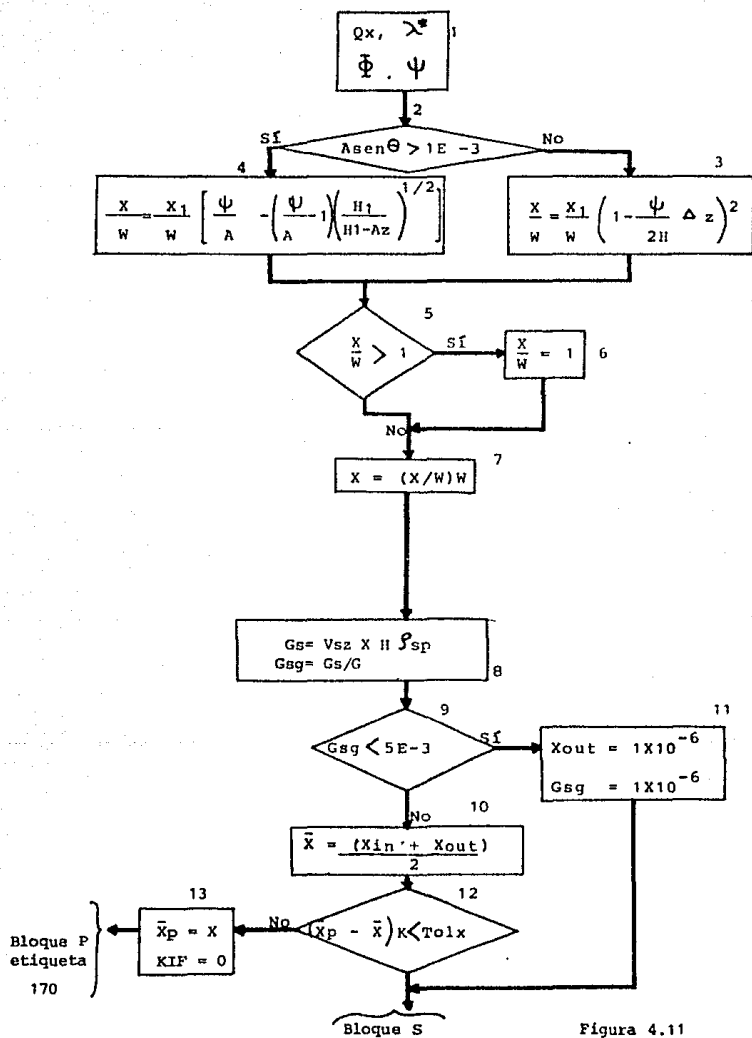 Qx, λ* 1
Φ̄ . Ψ
2
Sí Asenθ > 1E -3 No
4
X/W = X1/W [ Ψ/A - (Ψ/A - 1)(H1/H1-Az)^1/2 ]
3
X/W = X1/W (1 - Ψ/2H Δ z)^2
5
X/W > 1 Sí
X/W = 1 6
No
7
X = (X/W)W
Gs= Vsz X H ρsp
Gsg= Gs/G
8
9
Gsg < 5E-3 Sí
11
Xout = 1X10^-6
Gsg = 1X10^-6
No
10
X̄ = (Xin + Xout)/2
12
(X̄p - X̄)K < Tolx
No
13
X̄p = X
KIF = 0
Bloque P
etiqueta
170
Bloque S
Figura 4.11